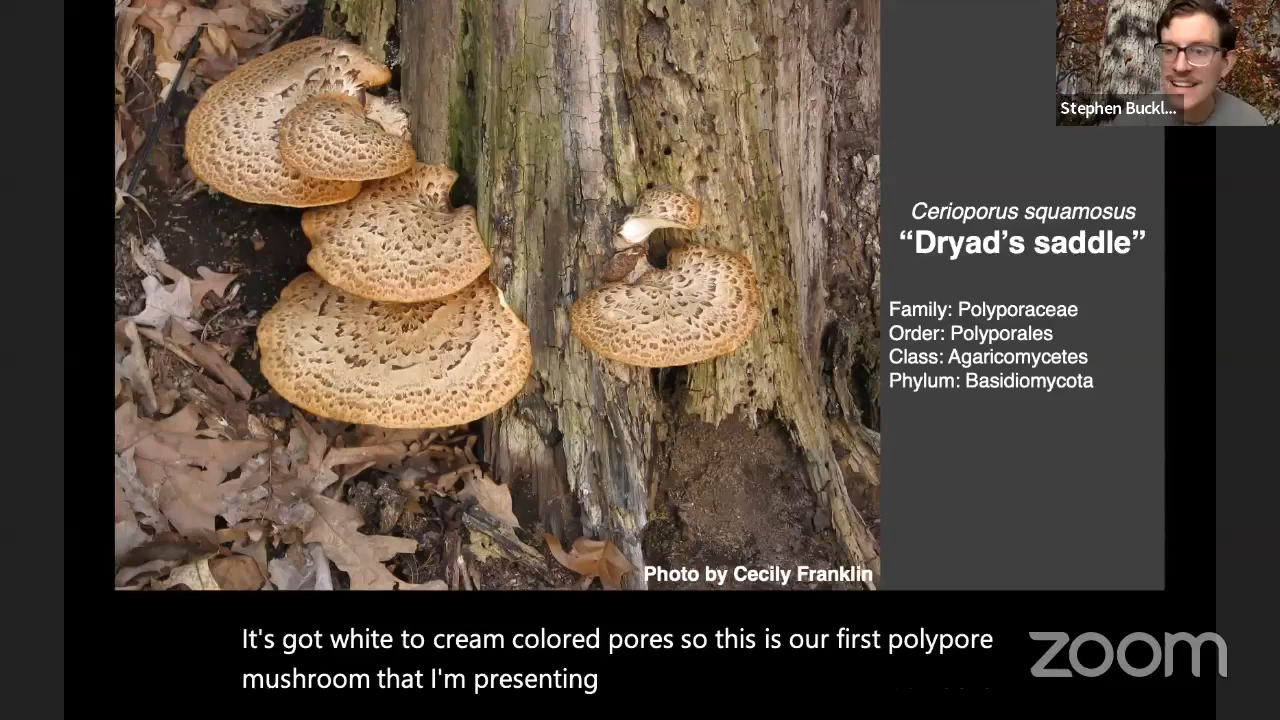 Stephen Buckl...
Cerioporus squamosus
“Dryad’s saddle”
Family: Polyporaceae
Order: Polyporales
Class: Agaricomycetes
Phylum: Basidiomycota
Photo by Cecily Franklin
It's got white to cream colored pores so this is our first polypore
mushroom that I'm presenting
zoom